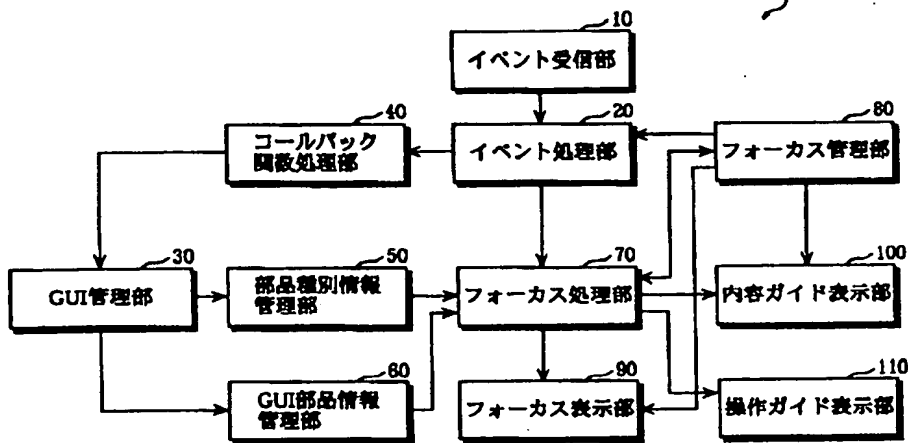 10
イベント受信部
40
コールバック
関数処理部
20
イベント処理部
80
フォーカス管理部
30
GUI管理部
50
部品種別情報
管理部
70
フォーカス処理部
100
内容ガイド表示部
60
GUI部品情報
管理部
90
フォーカス表示部
110
操作ガイド表示部